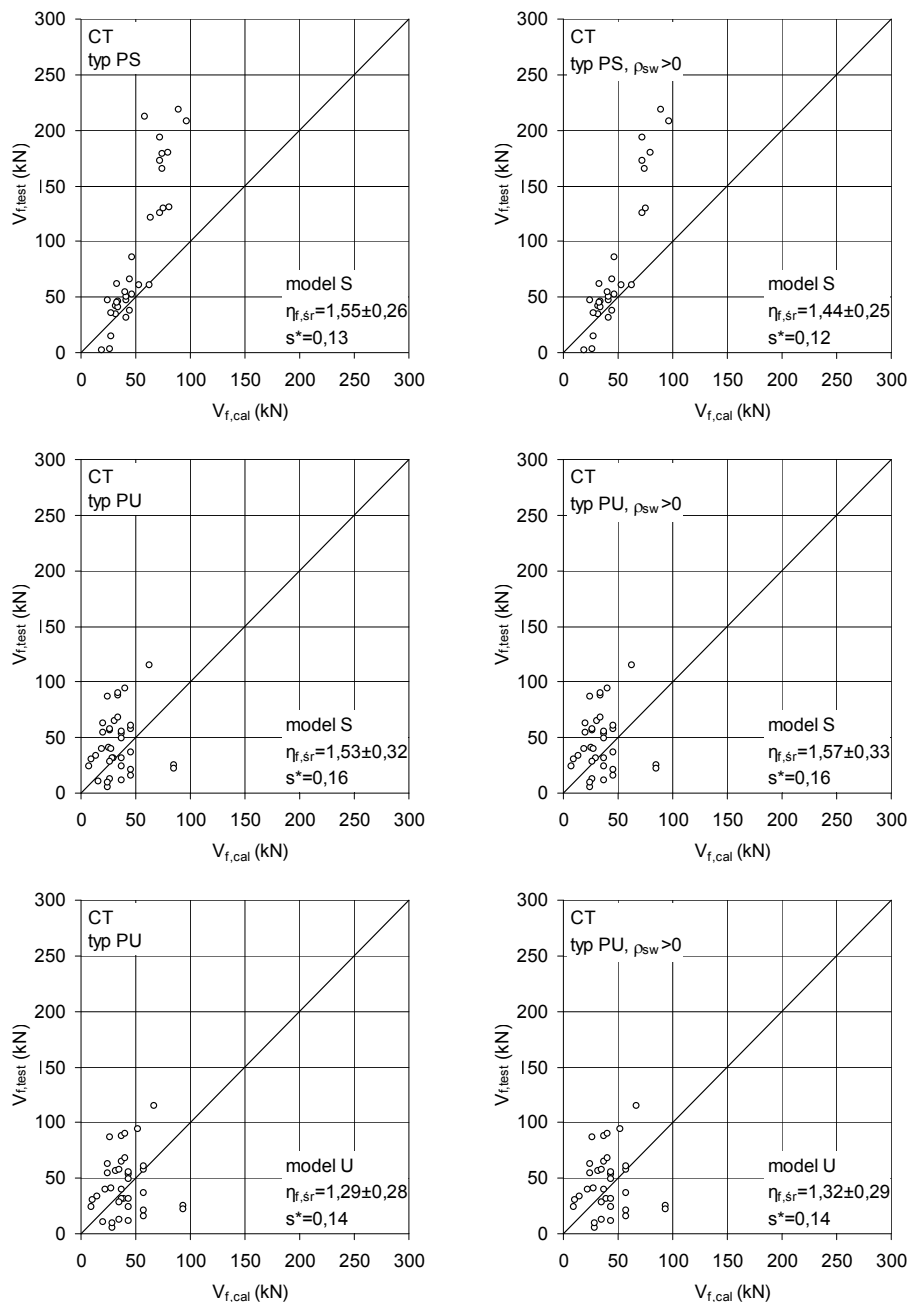 300
250
200
150
100
50
0
V_f,test (kN)
CT
typ PS
model S
η_f,śr=1,55±0,26
s*=0,13
0 50 100 150 200 250 300
V_f,cal (kN)
300
250
200
150
100
50
0
V_f,test (kN)
CT
typ PS, ρ_sw>0
model S
η_f,śr=1,44±0,25
s*=0,12
0 50 100 150 200 250 300
V_f,cal (kN)
300
250
200
150
100
50
0
V_f,test (kN)
CT
typ PU
model S
η_f,śr=1,53±0,32
s*=0,16
0 50 100 150 200 250 300
V_f,cal (kN)
300
250
200
150
100
50
0
V_f,test (kN)
CT
typ PU, ρ_sw>0
model S
η_f,śr=1,57±0,33
s*=0,16
0 50 100 150 200 250 300
V_f,cal (kN)
300
250
200
150
100
50
0
V_f,test (kN)
CT
typ PU
model U
η_f,śr=1,29±0,28
s*=0,14
0 50 100 150 200 250 300
V_f,cal (kN)
300
250
200
150
100
50
0
V_f,test (kN)
CT
typ PU, ρ_sw>0
model U
η_f,śr=1,32±0,29
s*=0,14
0 50 100 150 200 250 300
V_f,cal (kN)